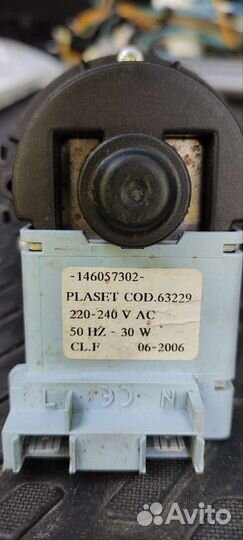 -146057302-
PLASET COD.63229
220-240 V AC
50 HZ - 30 W
CL.F 06-2006
L N
Avito